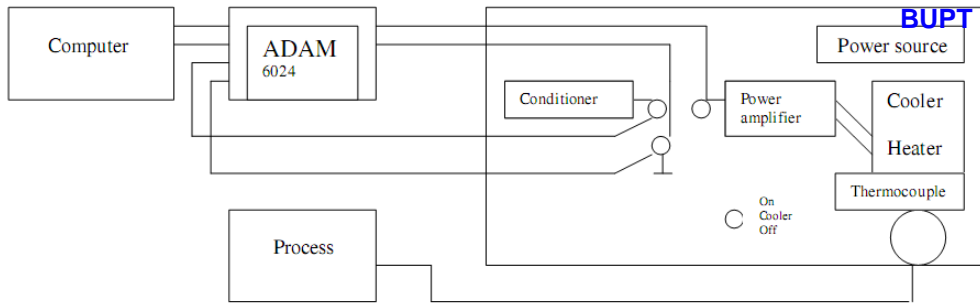 BUPT
Computer
ADAM
6024
Power source
Conditioner
Power
amplifier
Cooler
Heater
Thermocouple
On
Cooler
Off
Process